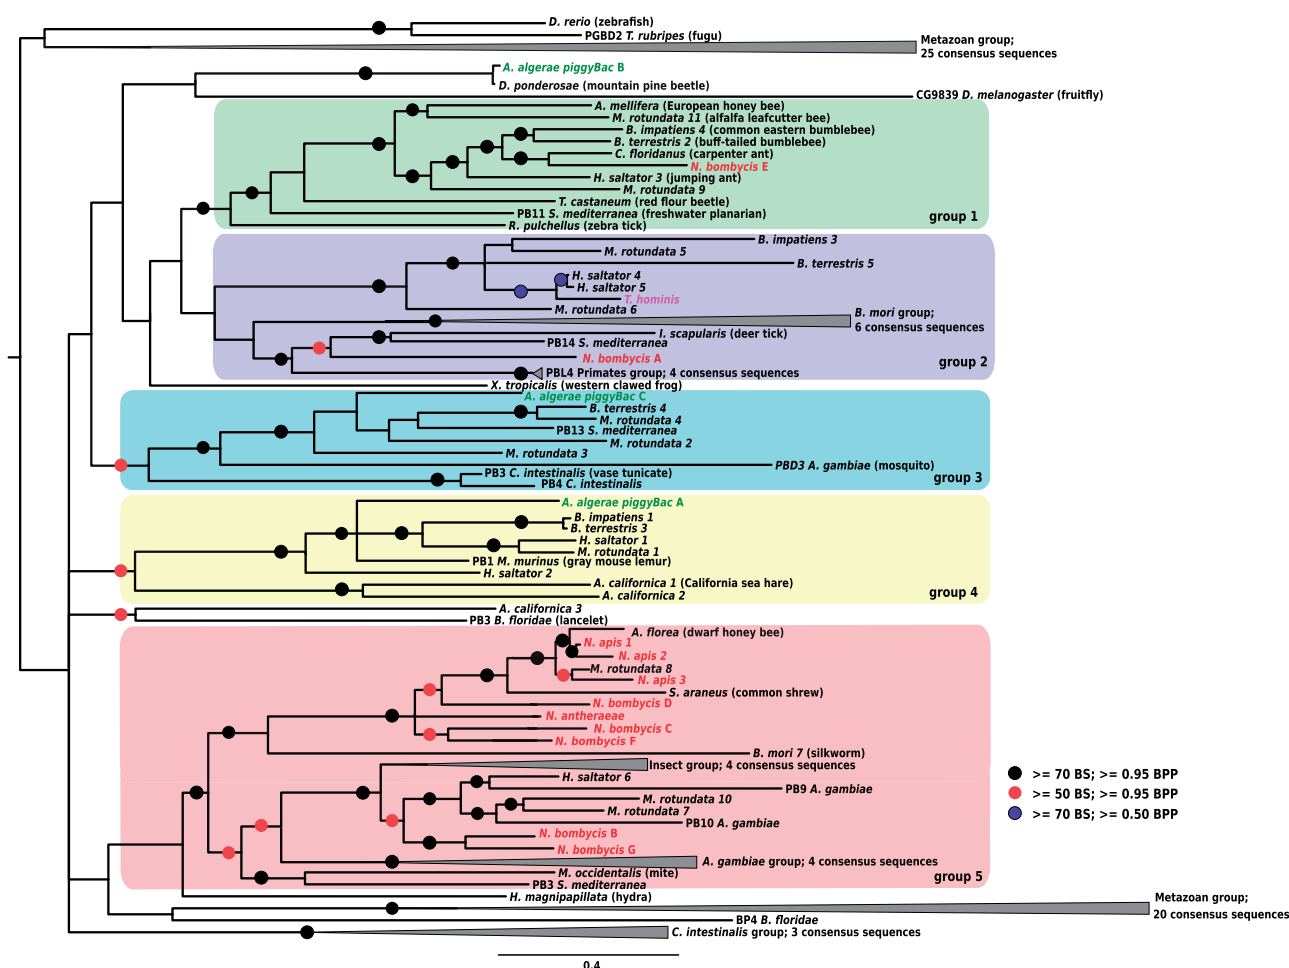 D. rerio (zebrafish)
PGBD2 T. rubripes (fugu)
Metazoan group;
25 consensus sequences
A. algerae piggyBac B
D. ponderosae (mountain pine beetle)
CG9839 D. melanogaster (fruitfly)
A. mellifera (European honey bee)
M. rotundata 11 (alfalfa leafcutter bee)
B. impatiens 4 (common eastern bumblebee)
B. terrestris 2 (buff-tailed bumblebee)
C. floridanus (carpenter ant)
N. bombycis E
H. saltator 3 (jumping ant)
M. rotundata 9
T. castaneum (red flour beetle)
PB11 S. mediterranea (freshwater planarian)
group 1
R. pulchellus (zebra tick)
B. impatiens 3
M. rotundata 5
B. terrestris 5
H. saltator 4
H. saltator 5
T. hominis
M. rotundata 6
B. mori group;
6 consensus sequences
I. scapularis (deer tick)
PB14 S. mediterranea
N. bombycis A
group 2
PBL4 Primates group; 4 consensus sequences
X. tropicalis (western clawed frog)
A. algerae piggyBac C
B. terrestris 4
M. rotundata 4
PB13 S. mediterranea
M. rotundata 2
M. rotundata 3
PBD3 A. gambiae (mosquito)
PB3 C. intestinalis (vase tunicate)
group 3
PB4 C. intestinalis
A. algerae piggyBac A
B. impatiens 1
B. terrestris 3
H. saltator 1
M. rotundata 1
PB1 M. murinus (gray mouse lemur)
H. saltator 2
A. californica 1 (California sea hare)
group 4
A. californica 2
A. californica 3
PB3 B. floridae (lancelet)
A. florea (dwarf honey bee)
N. apis 1
N. apis 2
M. rotundata 8
N. apis 3
S. araneus (common shrew)
N. bombycis D
N. antheraeae
N. bombycis C
N. bombycis F
B. mori 7 (silkworm)
Insect group; 4 consensus sequences
H. saltator 6
PB9 A. gambiae
M. rotundata 10
M. rotundata 7
PB10 A. gambiae
N. bombycis B
N. bombycis G
A. gambiae group; 4 consensus sequences
M. occidentalis (mite)
group 5
PB3 S. mediterranea
H. magnipapillata (hydra)
Metazoan group;
20 consensus sequences
BP4 B. floridae
C. intestinalis group; 3 consensus sequences
0.4
>= 70 BS; >= 0.95 BPP
>= 50 BS; >= 0.95 BPP
>= 70 BS; >= 0.50 BPP